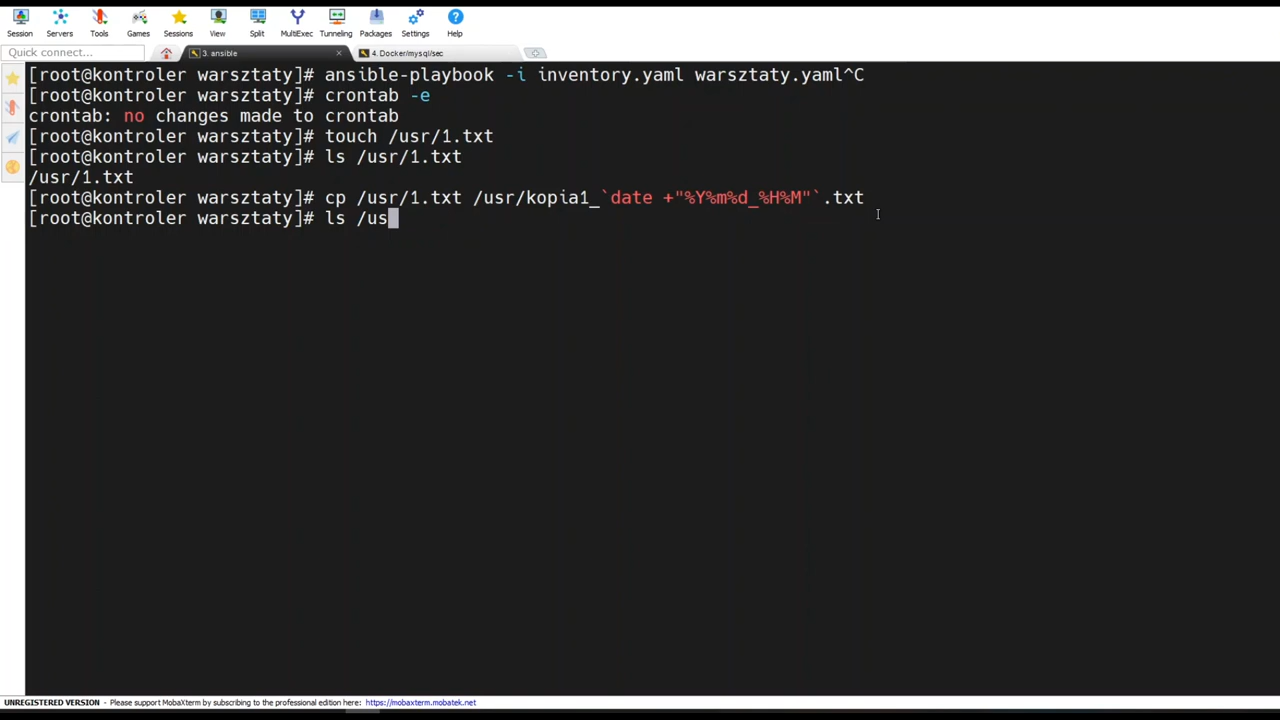 Session Servers Tools Games Sessions View Split MultiExec Tunneling Packages Settings Help
Quick connect... 3. ansible 4. Docker/mysql/sec
[root@kontroler warsztaty]# ansible-playbook -i inventory.yaml warsztaty.yaml^C
[root@kontroler warsztaty]# crontab -e
crontab: no changes made to crontab
[root@kontroler warsztaty]# touch /usr/1.txt
[root@kontroler warsztaty]# ls /usr/1.txt
/usr/1.txt
[root@kontroler warsztaty]# cp /usr/1.txt /usr/kopia1_`date +"%Y%m%d_%H%M"`.txt
[root@kontroler warsztaty]# ls /us
UNREGISTERED VERSION - Please support MobaXterm by subscribing to the professional edition here: https://mobaxterm.mobatek.net